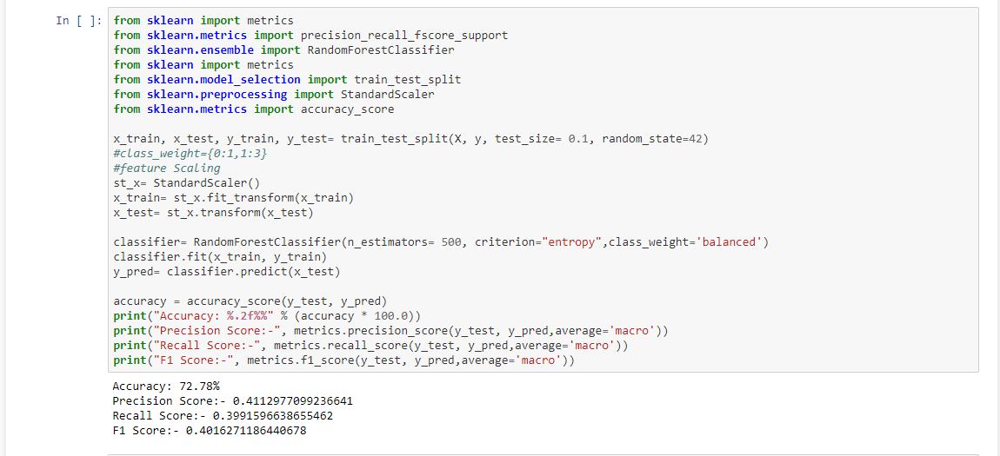 In [ ]:
from sklearn import metrics
from sklearn.metrics import precision_recall_fscore_support
from sklearn.ensemble import RandomForestClassifier
from sklearn import metrics
from sklearn.model_selection import train_test_split
from sklearn.preprocessing import StandardScaler
from sklearn.metrics import accuracy_score
x_train, x_test, y_train, y_test= train_test_split(X, y, test_size= 0.1, random_state=42)
#class_weight={0:1,1:3}
#feature Scaling
st_x= StandardScaler()
x_train= st_x.fit_transform(x_train)
x_test= st_x.transform(x_test)
classifier= RandomForestClassifier(n_estimators= 500, criterion="entropy",class_weight='balanced')
classifier.fit(x_train, y_train)
y_pred= classifier.predict(x_test)
accuracy = accuracy_score(y_test, y_pred)
print("Accuracy: %.2f%%" % (accuracy * 100.0))
print("Precision Score:-", metrics.precision_score(y_test, y_pred,average='macro'))
print("Recall Score:-", metrics.recall_score(y_test, y_pred,average='macro'))
print("F1 Score:-", metrics.f1_score(y_test, y_pred,average='macro'))
Accuracy: 72.78%
Precision Score:- 0.4112977099236641
Recall Score:- 0.3991596638655462
F1 Score:- 0.4016271186440678